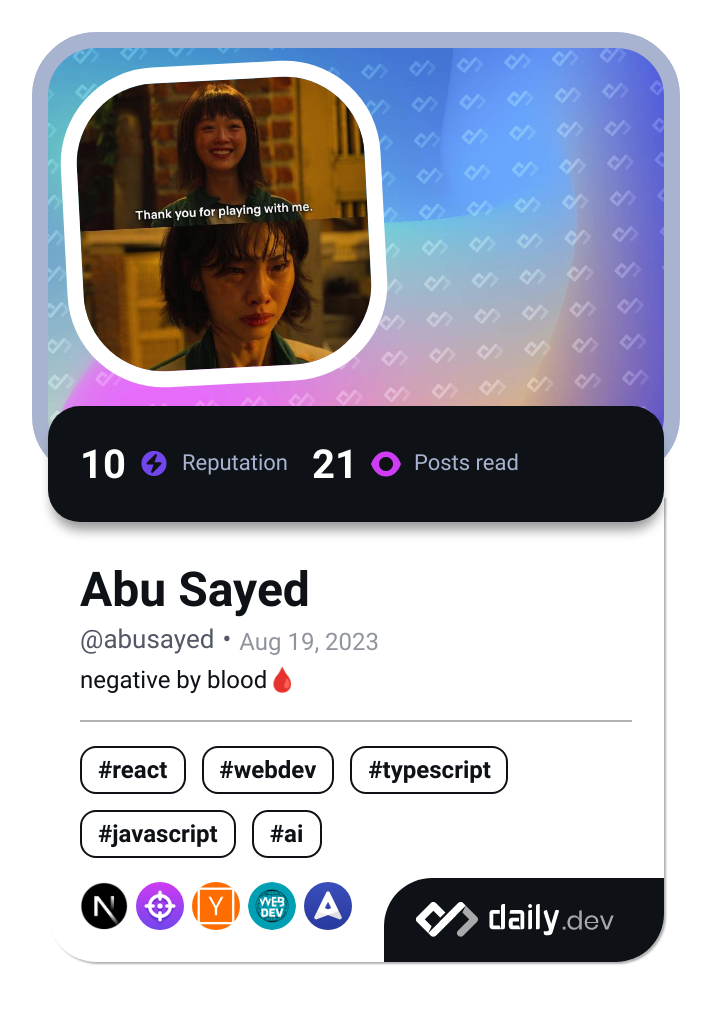 Thank you for playing with me.
10 Reputation 21 Posts read
Abu Sayed
@abusayed • Aug 19, 2023
negative by blood🩸
#react #webdev #typescript
#javascript #ai
N Y WEB DEV A
daily.dev